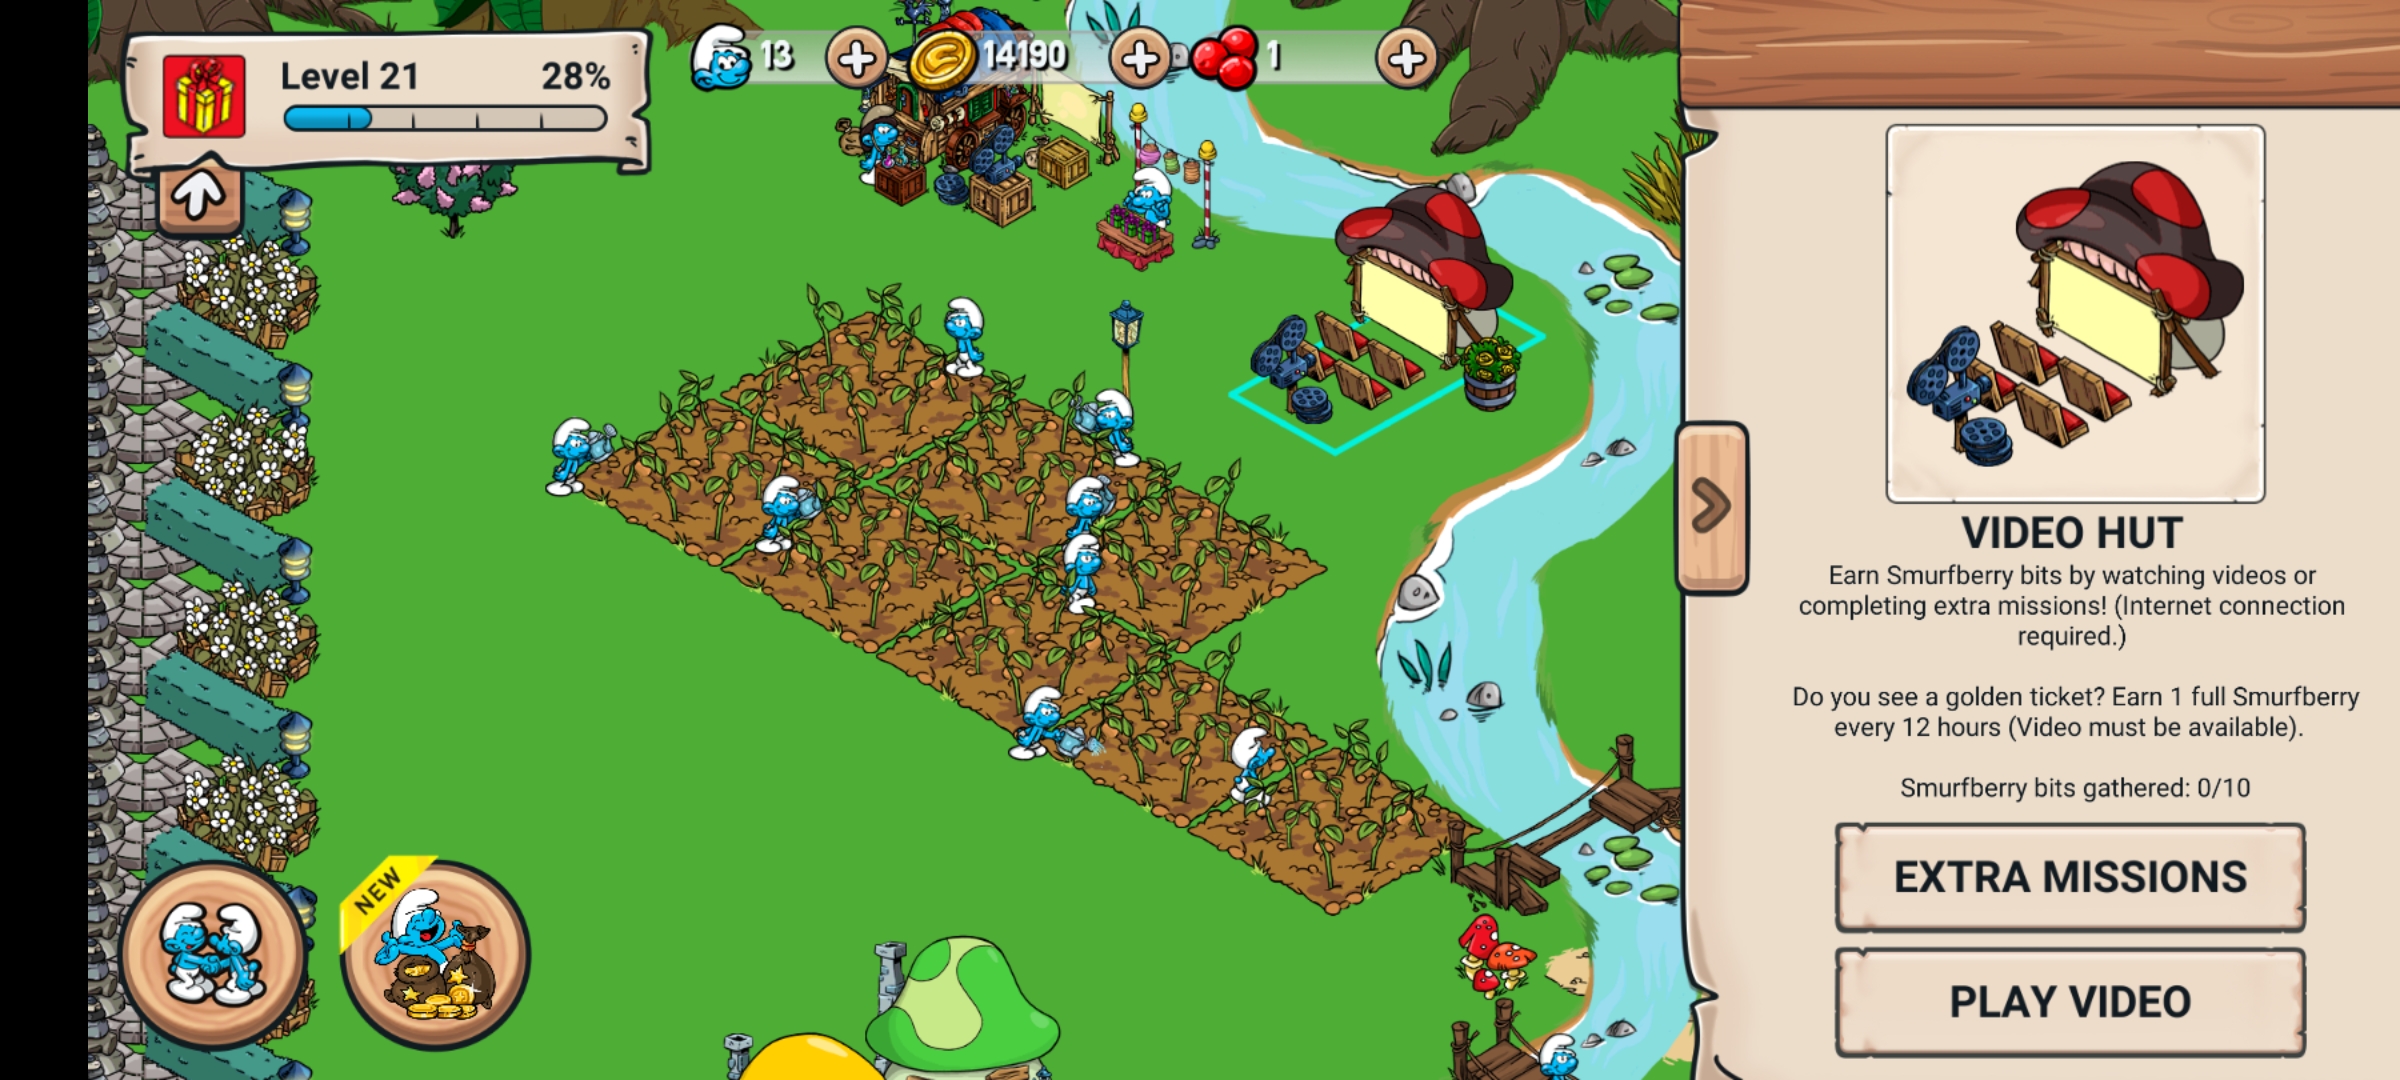 Level 21
28%
13
14190
1
VIDEO HUT
Earn Smurfberry bits by watching videos or
completing extra missions! (Internet connection
required.)
Do you see a golden ticket? Earn 1 full Smurfberry
every 12 hours (Video must be available).
Smurfberry bits gathered: 0/10
EXTRA MISSIONS
PLAY VIDEO
NEW